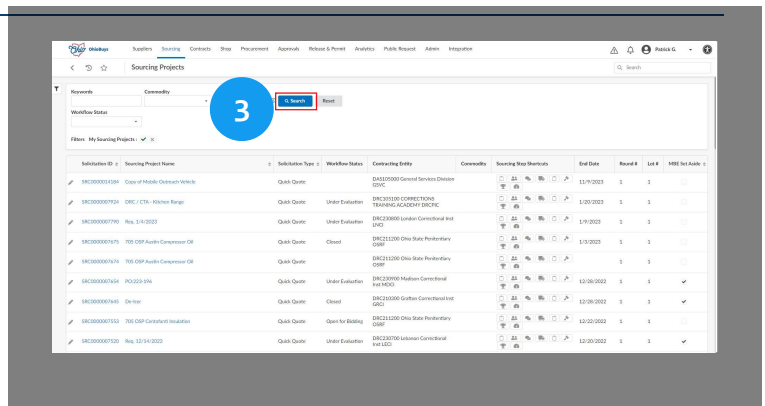 Ohio OhioBuys Suppliers Sourcing Contracts Shop Procurement Approvals Release & Permit Analytics Public Request Admin Integration Patrick G.
Sourcing Projects Search
Keywords Commodity
3
Search Reset
Workflow Status
Filters My Sourcing Projects :
Solicitation ID Sourcing Project Name Solicitation Type Workflow Status Contracting Entity Commodity Sourcing Step Shortcuts End Date Round # Lot # MBE Set Aside
SRC0000014184 Copy of Mobile Outreach Vehicle Quick Quote DAS105000 General Services Division 11/9/2023 1 1
GSVC
SRC0000007924 DRC / CTA - Kitchen Range Quick Quote Under Evaluation DRC105100 CORRECTIONS 1/20/2023 1 1
TRAINING ACADEMY DRCPIC
SRC0000007790 Req. 1/4/2023 Quick Quote Under Evaluation DRC230800 London Correctional Inst 1/9/2023 1 1
LNCI
SRC0000007675 705 OSP Austin Compressor Oil Quick Quote Closed DRC211200 Ohio State Penitentiary 1/3/2023 1 1
OSRF
SRC0000007674 705 OSP Austin Compressor Oil Quick Quote DRC211200 Ohio State Penitentiary 1 1
OSRF
SRC0000007654 PO:223-196 Quick Quote Under Evaluation DRC230900 Madison Correctional 12/28/2022 1 1
Inst MDCI
SRC0000007645 De-Icer Quick Quote Closed DRC210300 Grafton Correctional Inst 12/28/2022 1 1
GRCI
SRC0000007553 705 OSP Centofanti Insulation Quick Quote Open for Bidding DRC211200 Ohio State Penitentiary 12/22/2022 1 1
OSRF
SRC0000007520 Req. 12/14/2022 Quick Quote Under Evaluation DRC230700 Lebanon Correctional 12/20/2022 1 1
Inst LECI